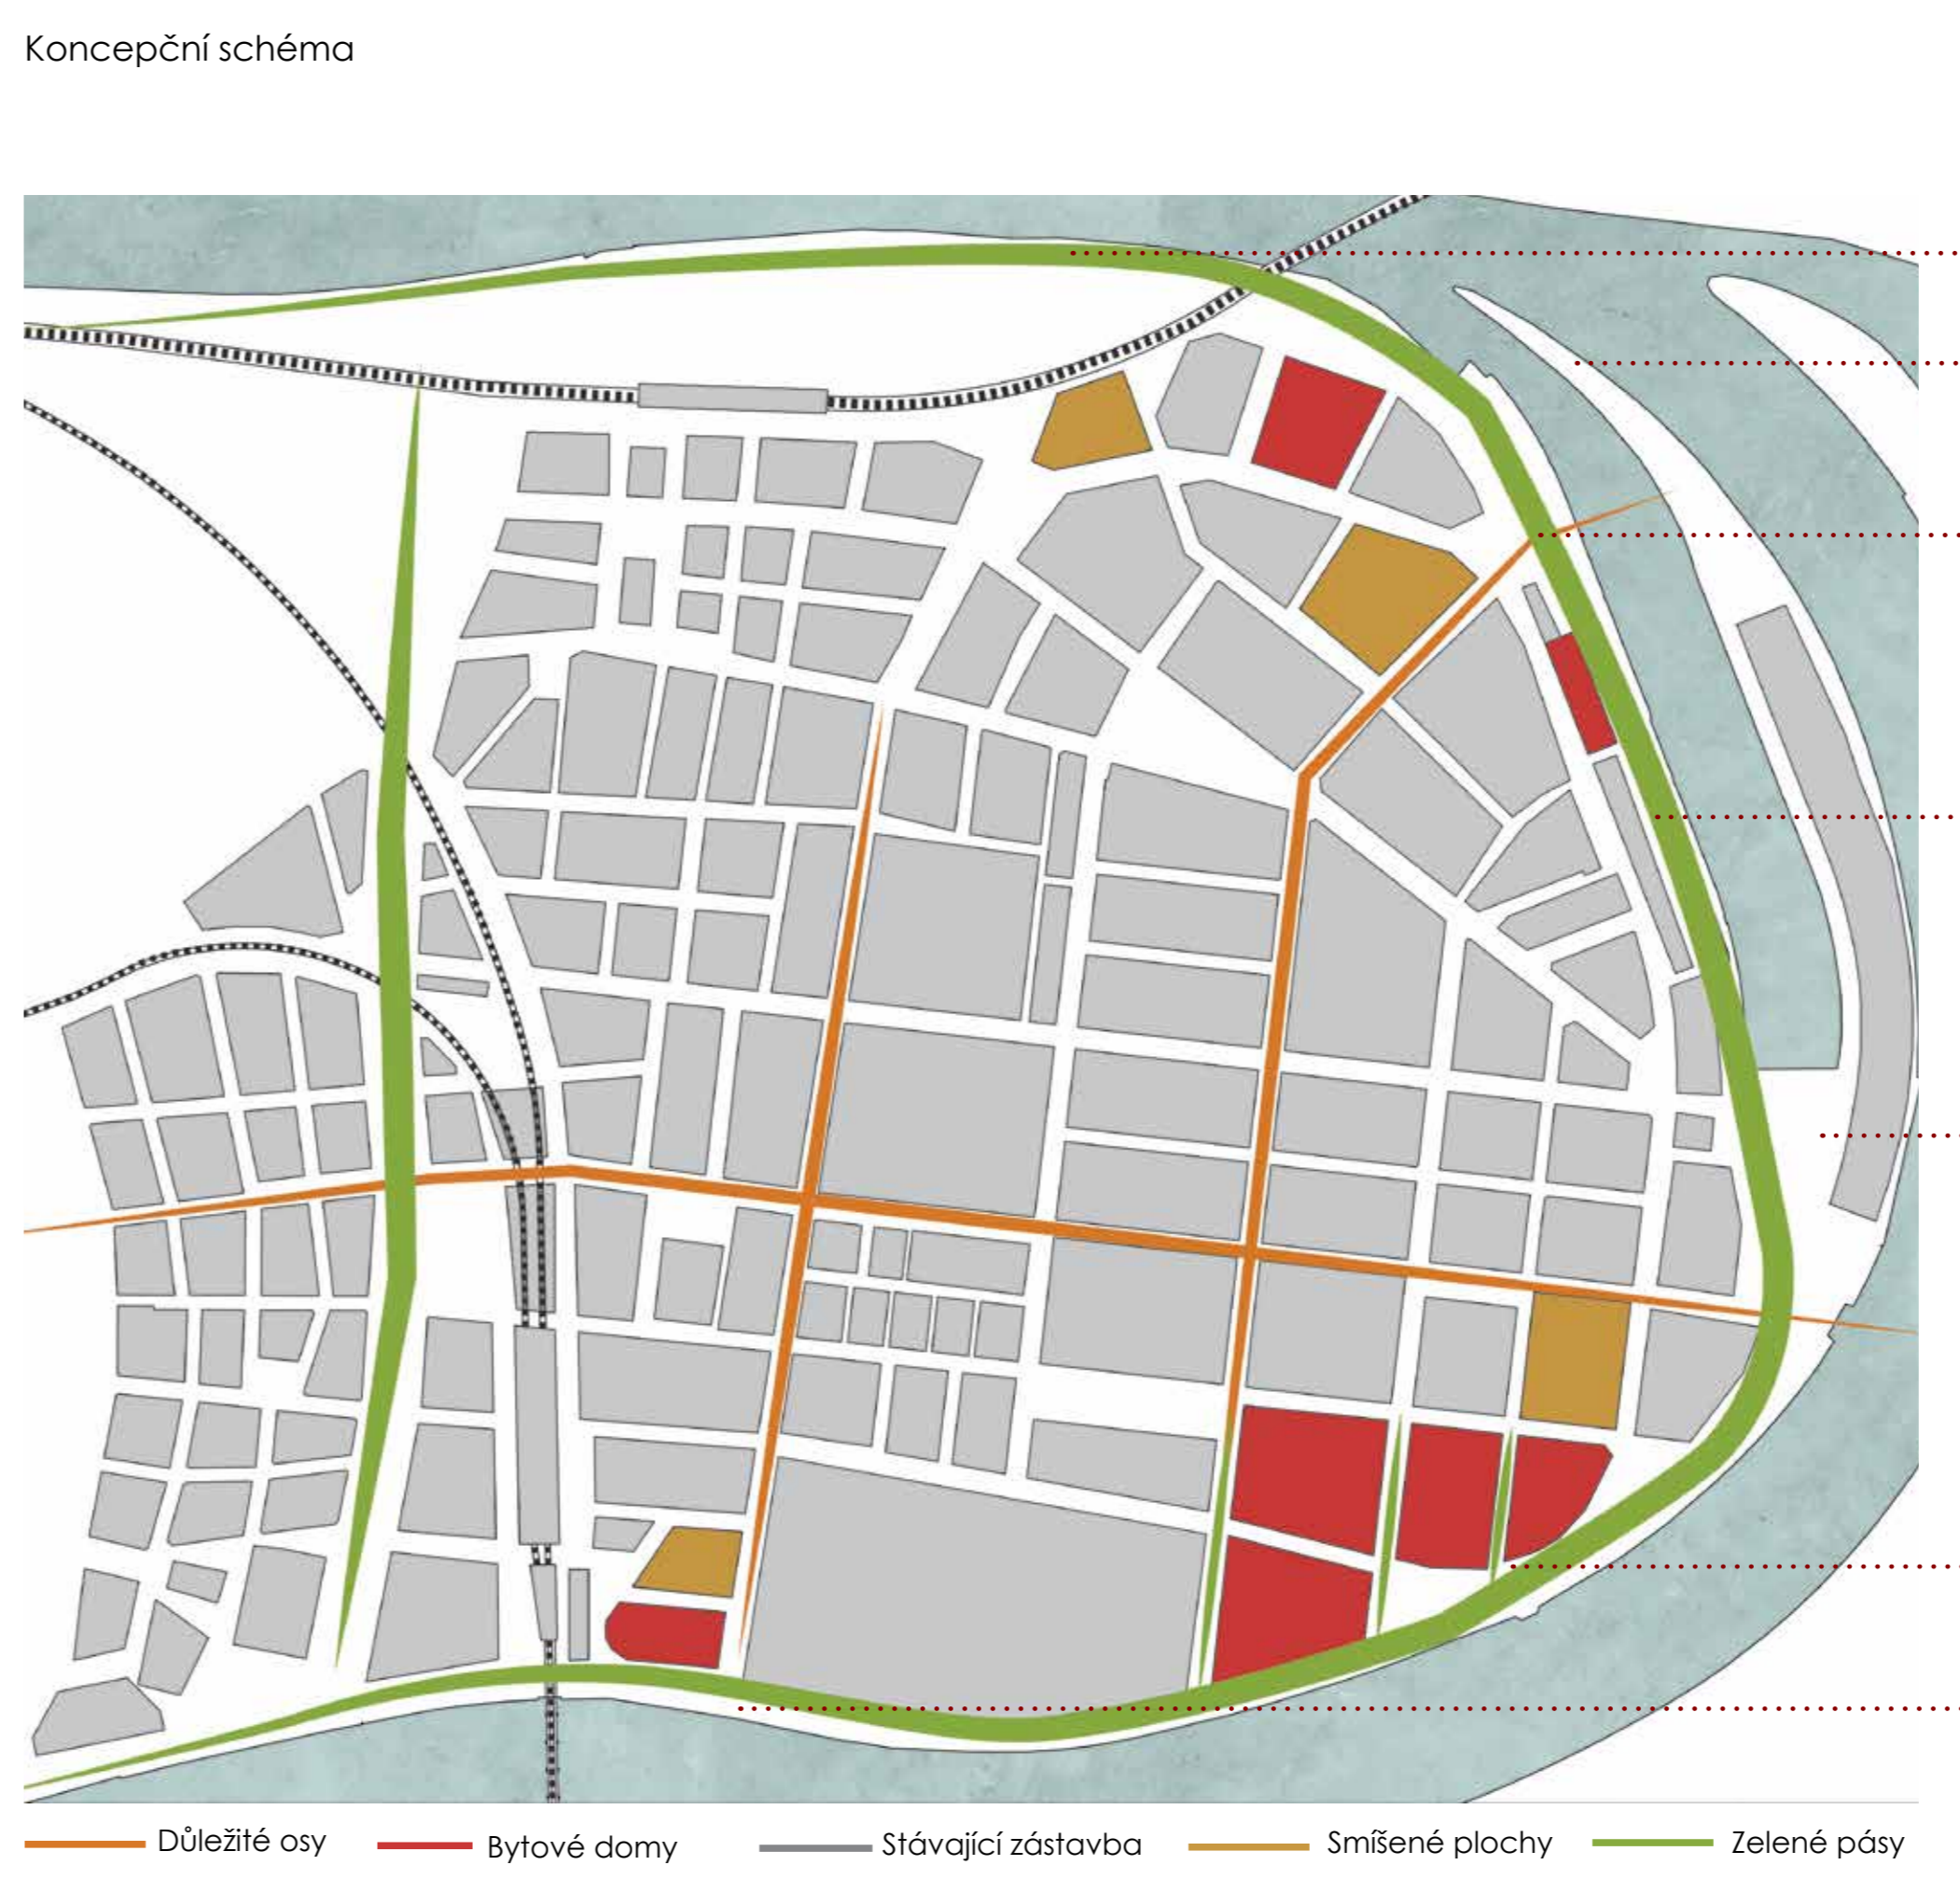 Koncepční schéma
Důležité osy
Bytové domy
Stávající zástavba
Smíšené plochy
Zelené pásy